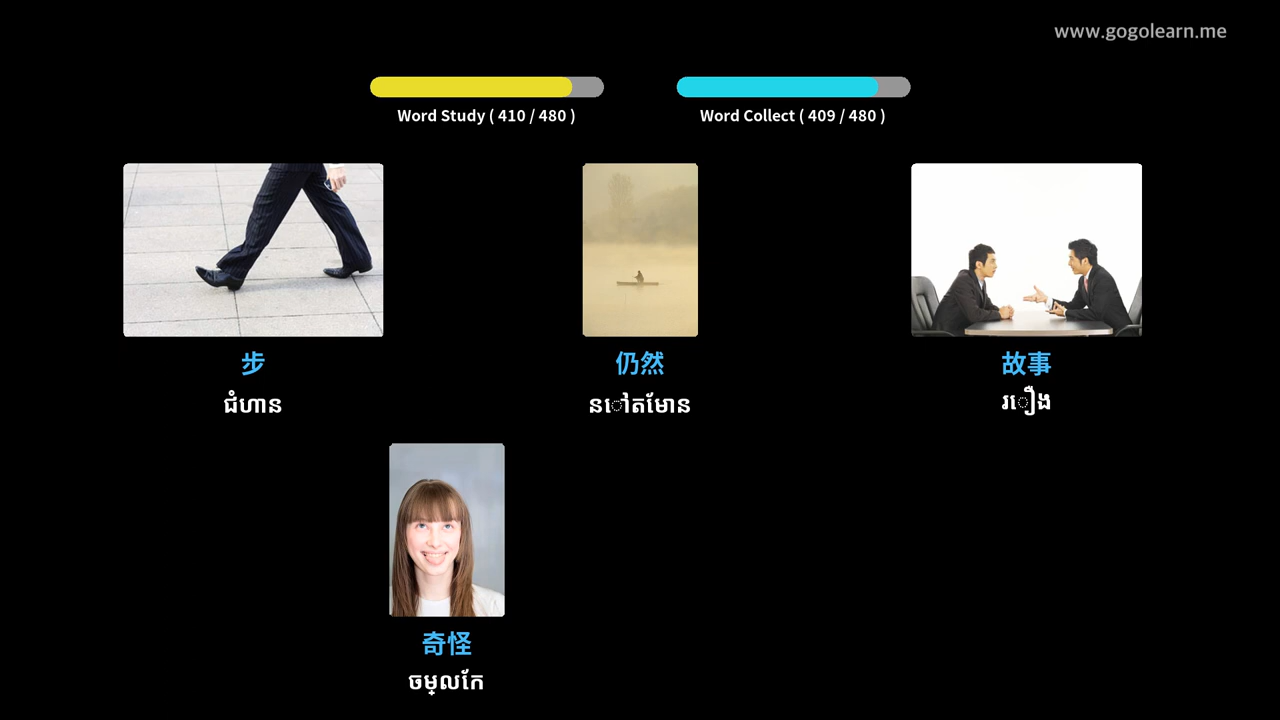 www.gogolearn.me
Word Study ( 410 / 480 )
Word Collect ( 409 / 480 )
步
仍然
故事
ជំហាន
នៅតមែាន
រឿង
奇怪
ចម្លកែ